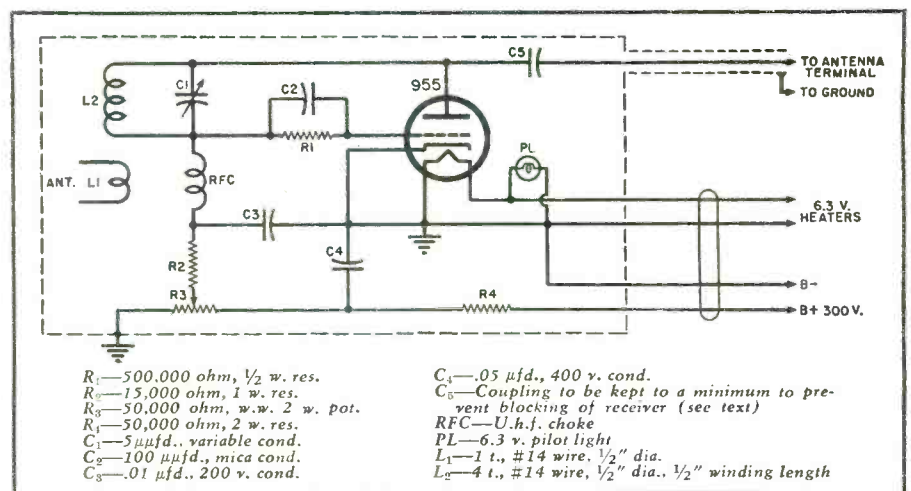 C5
TO ANTENNA
TERMINAL
TO GROUND
955
C1
C2
L2
R1
PL
ANT. L1
RFC
6.3 V.
HEATERS
C3
C4
R2
B-
R3
R4
B+ 300 V.
R1—500,000 ohm, 1/2 w. res.
R2—15,000 ohm, 1 w. res.
R3—50,000 ohm, w.w. 2 w. pot.
R4—50,000 ohm, 2 w. res.
C1—5 μμfd., variable cond.
C2—100 μμfd., mica cond.
C3—.01 μfd., 200 v. cond.
C4—.05 μfd., 400 v. cond.
C5—Coupling to be kept to a minimum to pre-
vent blocking of receiver (see text)
RFC—U.h.f. choke
PL—6.3 v. pilot light
L1—1 t., #14 wire, 1/2" dia.
L2—4 t., #14 wire, 1/2" dia., 1/2" winding length